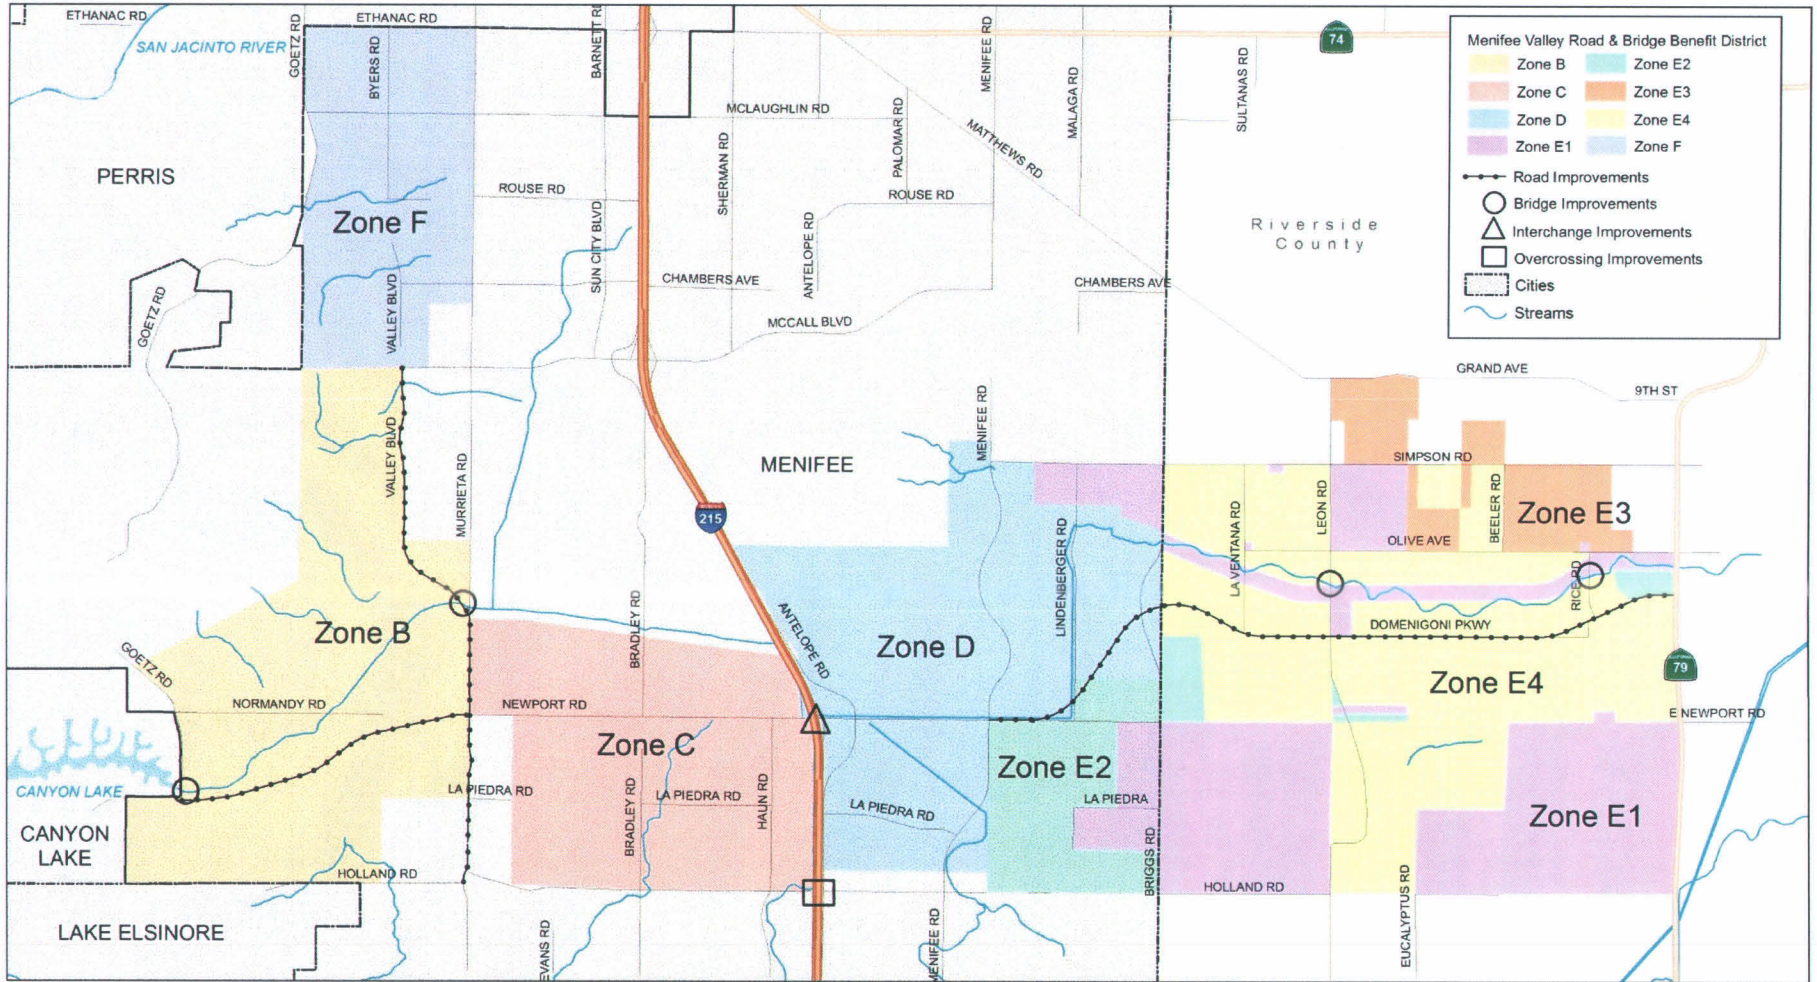 ETHANAC RD
ETHANAC RD
SAN JACINTO RIVER
GOETZ RD
BYERS RD
BARNETT RD
MENIFEE RD
74
SULTANAS RD
Menifee Valley Road & Bridge Benefit District
Zone B
Zone E2
Zone C
Zone E3
Zone D
Zone E4
Zone E1
Zone F
Road Improvements
Bridge Improvements
Interchange Improvements
Overcrossing Improvements
Cities
Streams
MCLAUGHLIN RD
MALAGA RD
PALOMAR RD
MATTHEWS RD
SHERMAN RD
PERRIS
ROUSE RD
ROUSE RD
Zone F
SUN CITY BLVD
ANTELOPE RD
Riverside
County
CHAMBERS AVE
CHAMBERS AVE
GOETZ RD
VALLEY BLVD
MCCALL BLVD
GRAND AVE
9TH ST
MENIFEE RD
VALLEY BLVD
MURRIETA RD
MENIFEE
SIMPSON RD
215
LA VENTANA RD
LEON RD
BEELER RD
Zone E3
OLIVE AVE
LINDENBERGER RD
RICE RD
BRADLEY RD
ANTELOPE RD
Zone B
Zone D
DOMENIGONI PKWY
GOETZ RD
79
Zone E4
NORMANDY RD
NEWPORT RD
E NEWPORT RD
Zone C
Zone E2
CANYON LAKE
LA PIEDRA RD
BRADLEY RD
LA PIEDRA RD
HAUN RD
LA PIEDRA RD
LA PIEDRA
Zone E1
CANYON
LAKE
HOLLAND RD
BRIGGS RD
HOLLAND RD
EUCALYPTUS RD
LAKE ELSINORE
EVANS RD
MENIFEE RD